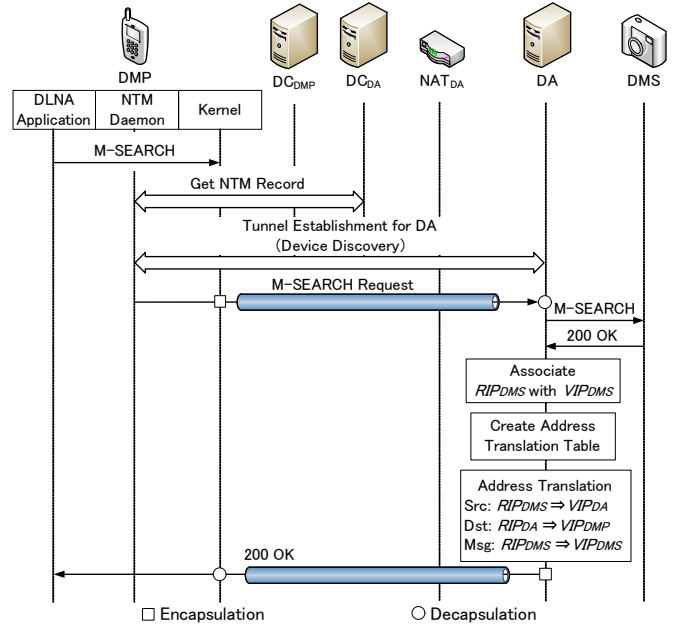 DMP
DC_DMP
DC_DA
NAT_DA
DA
DMS
DLNA
Application
NTM
Daemon
Kernel
M-SEARCH
Get NTM Record
Tunnel Establishment for DA
(Device Discovery)
M-SEARCH Request
M-SEARCH
200 OK
Associate
RIPDMS with VIPDMS
Create Address
Translation Table
Address Translation
Src: RIPDMS ⇒ VIPDA
Dst: RIPDA ⇒ VIPDMP
Msg: RIPDMS ⇒ VIPDMS
200 OK
Encapsulation
Decapsulation